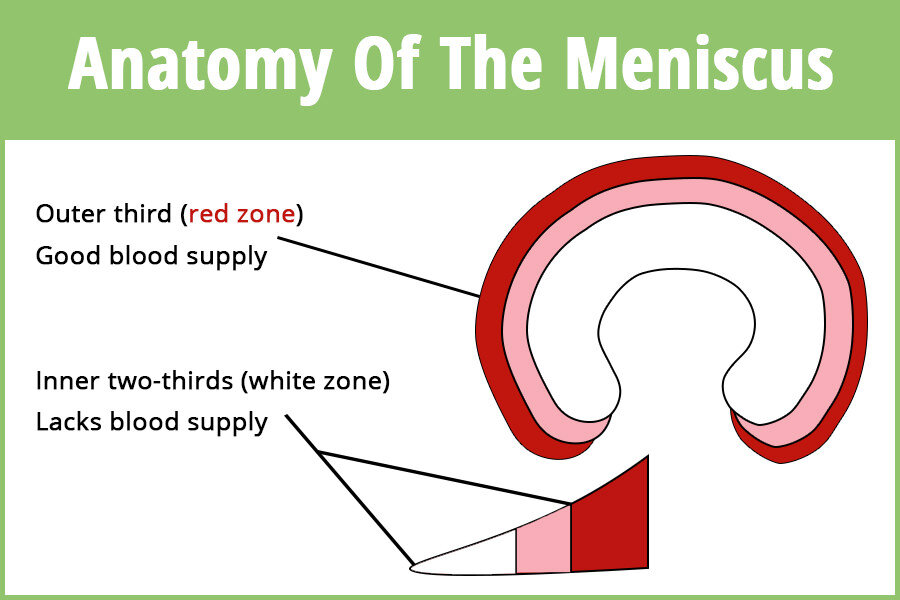 Anatomy Of The Meniscus
Outer third (red zone)
Good blood supply
Inner two-thirds (white zone)
Lacks blood supply